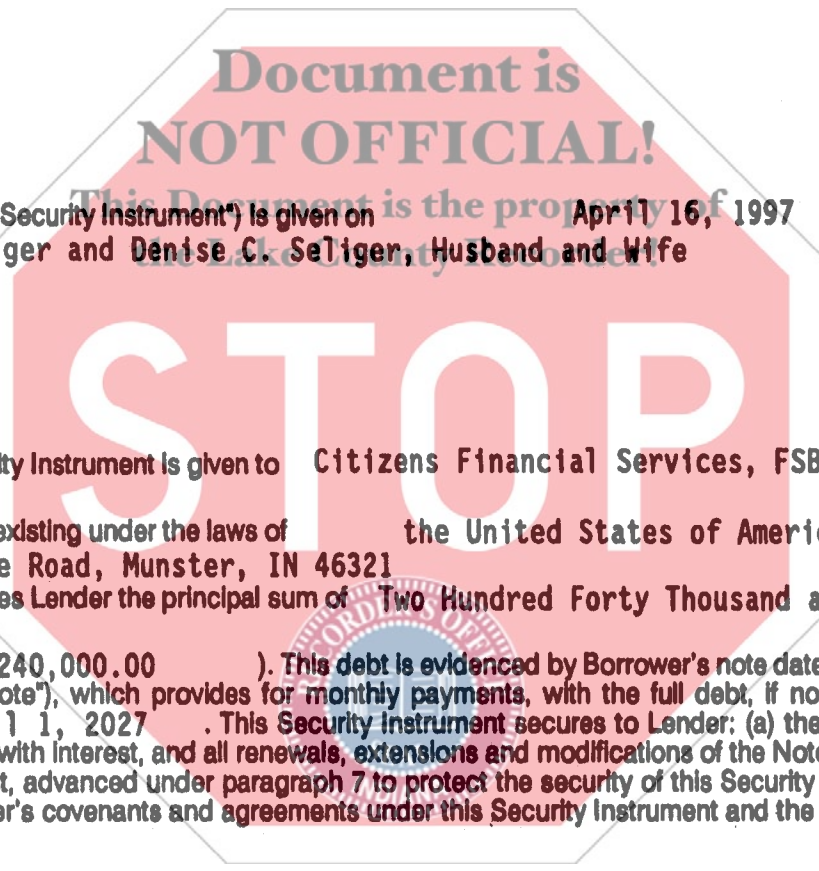 Document is
NOT OFFICIAL!
This Document is the property of
the Lake County Recorder!
STOP
Security Instrument") is given on April 16, 1997
ger and Denise C. Seliger, Husband and Wife
ity Instrument is given to Citizens Financial Services, FSB
existing under the laws of the United States of Ameri
e Road, Munster, IN 46321
es Lender the principal sum of Two Hundred Forty Thousand a
240,000.00 ). This debt is evidenced by Borrower's note date
ote"), which provides for monthly payments, with the full debt, if no
l 1, 2027 . This Security Instrument secures to Lender: (a) the
with interest, and all renewals, extensions and modifications of the Note
t, advanced under paragraph 7 to protect the security of this Security
er's covenants and agreements under this Security Instrument and the
RECORDER'S OFFICE
INDIANA